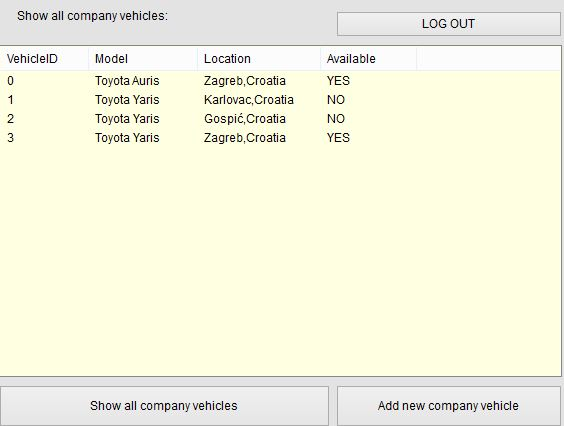 Show all company vehicles:
LOG OUT
VehicleID Model Location Available
0 Toyota Auris Zagreb,Croatia YES
1 Toyota Yaris Karlovac,Croatia NO
2 Toyota Yaris Gospić,Croatia NO
3 Toyota Yaris Zagreb,Croatia YES
Show all company vehicles Add new company vehicle